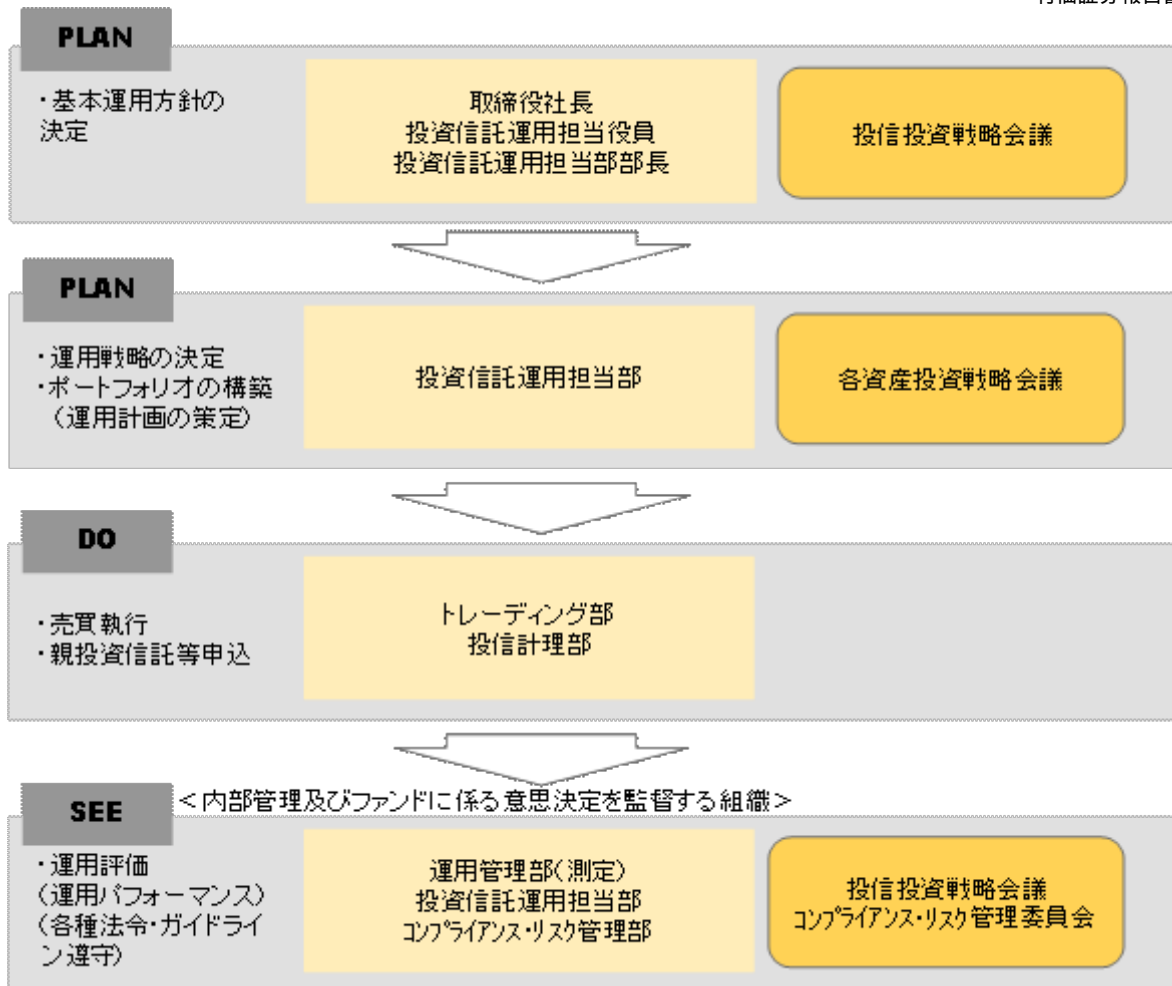 PLAN
・基本運用方針の
決定
取締役社長
投資信託運用担当役員
投資信託運用担当部部長
投信投資戦略会議
PLAN
・運用戦略の決定
・ポートフォリオの構築
（運用計画の策定）
投資信託運用担当部
各資産投資戦略会議
DO
・売買執行
・親投資信託等申込
トレーディング部
投信計理部
SEE
＜内部管理及びファンドに係る意思決定を監督する組織＞
・運用評価
（運用パフォーマンス）
（各種法令・ガイドライ
ン遵守）
運用管理部（測定）
投資信託運用担当部
コンプライアンス・リスク管理部
投信投資戦略会議
コンプライアンス・リスク管理委員会